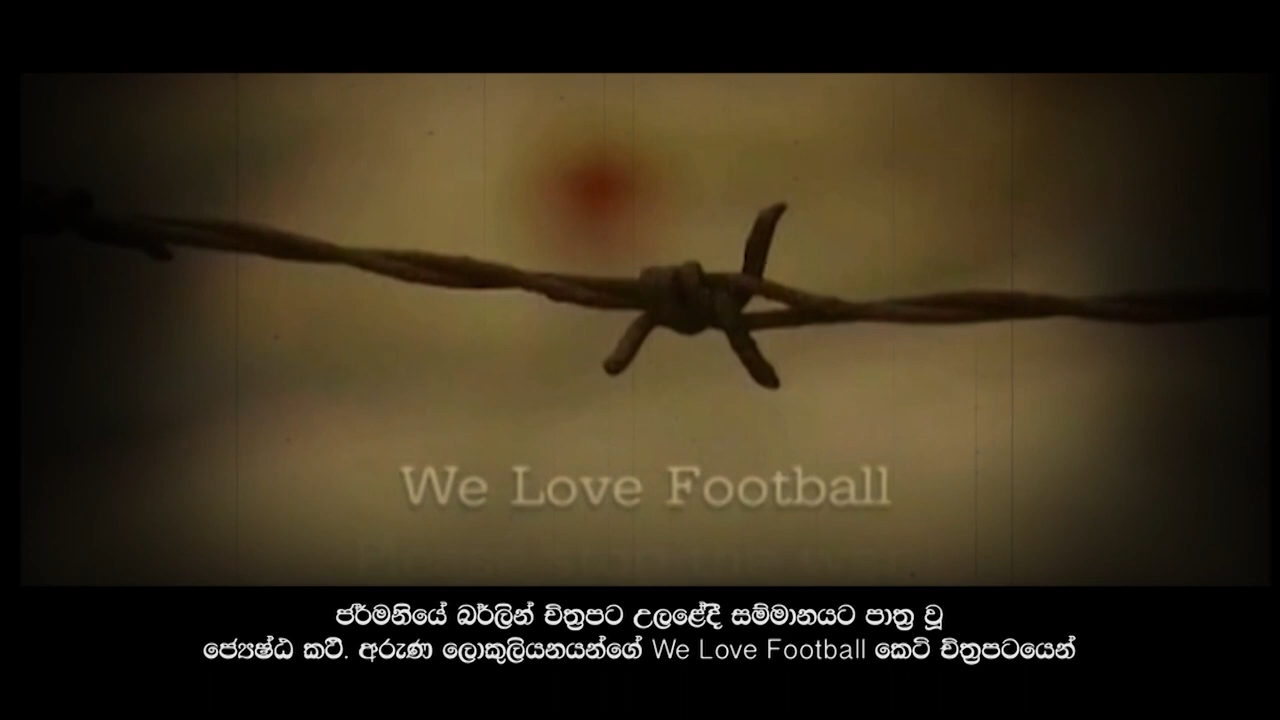 We Love Football
ජර්මනියේ බර්ලින් චිත්‍රපට උලළේදී සම්මානයට පාත්‍ර වූ
ජ්‍යෙෂ්ඨ කථි. අරුණ ලොකුලියනයන්ගේ We Love Football කෙටි චිත්‍රපටයෙන්